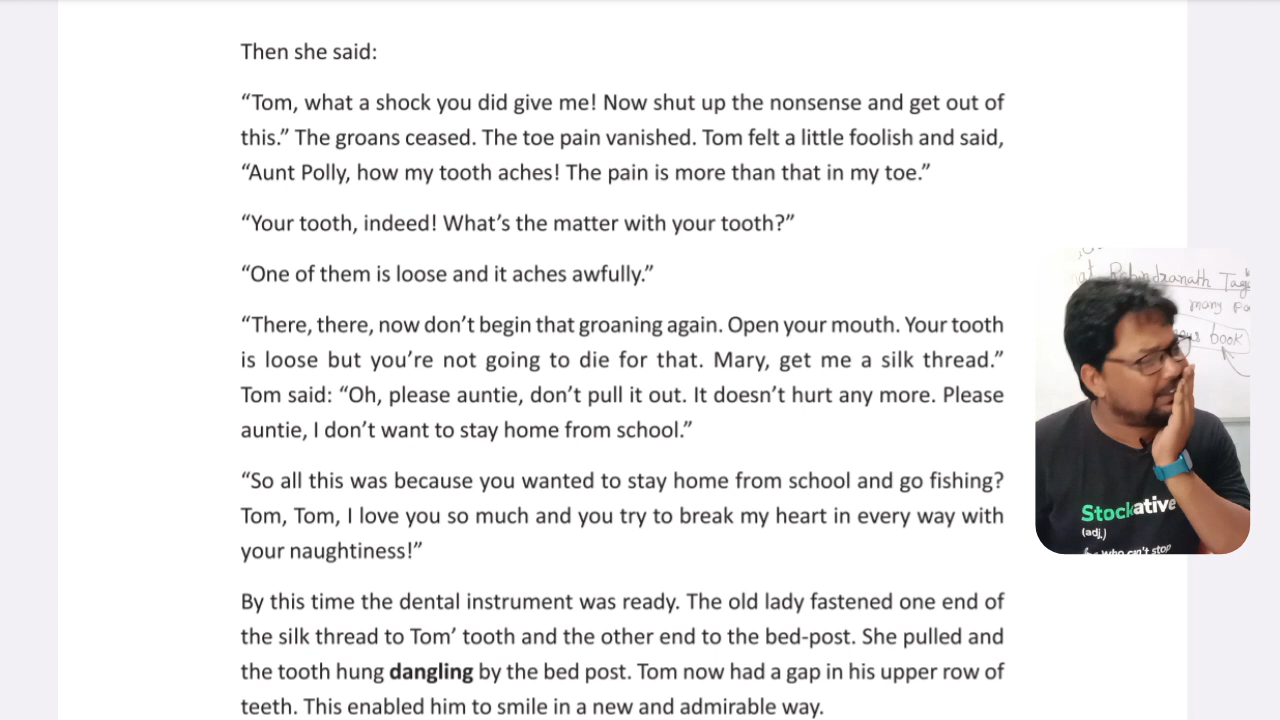 Then she said:
“Tom, what a shock you did give me! Now shut up the nonsense and get out of
this.” The groans ceased. The toe pain vanished. Tom felt a little foolish and said,
“Aunt Polly, how my tooth aches! The pain is more than that in my toe.”
“Your tooth, indeed! What’s the matter with your tooth?”
“One of them is loose and it aches awfully.”
“There, there, now don’t begin that groaning again. Open your mouth. Your tooth
is loose but you’re not going to die for that. Mary, get me a silk thread.”
Tom said: “Oh, please auntie, don’t pull it out. It doesn’t hurt any more. Please
auntie, I don’t want to stay home from school.”
“So all this was because you wanted to stay home from school and go fishing?
Tom, Tom, I love you so much and you try to break my heart in every way with
your naughtiness!”
By this time the dental instrument was ready. The old lady fastened one end of
the silk thread to Tom’ tooth and the other end to the bed-post. She pulled and
the tooth hung dangling by the bed post. Tom now had a gap in his upper row of
teeth. This enabled him to smile in a new and admirable way.
Rabindranath
many
book
Stockative
(adj.)
who can't stop